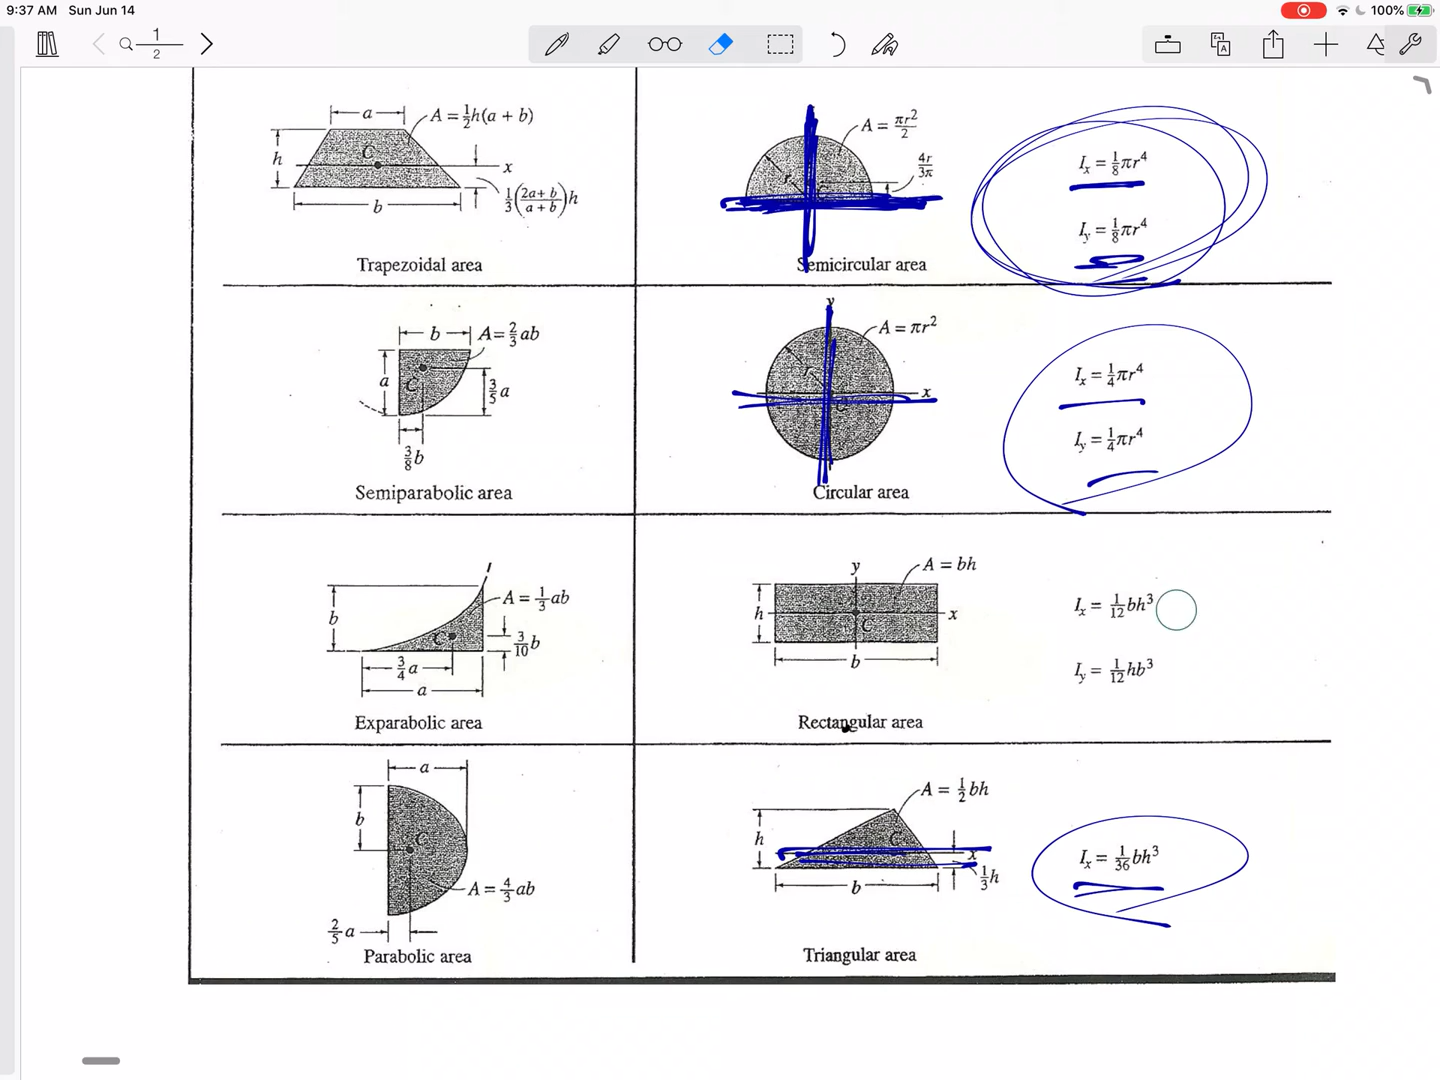 9:37 AM Sun Jun 14
100%
1
2
a
A = ½h(a + b)
h
C
x
b
⅓(2a + b / a + b)h
Trapezoidal area
A = πr²/2
4r/3π
r
C
Semicircular area
Iₓ = ⅛πr⁴
I_y = ⅛πr⁴
b
A = ⅔ab
a
C
⅗a
⅜b
Semiparabolic area
y
A = πr²
r
x
C
Circular area
Iₓ = ¼πr⁴
I_y = ¼πr⁴
A = ⅓ab
b
C
3/10 b
¾a
a
Exparabolic area
y
A = bh
h
x
C
b
Rectangular area
Iₓ = 1/12 bh³
I_y = 1/12 hb³
a
b
C
A = 4/3 ab
⅖a
Parabolic area
A = ½bh
h
C
x
⅓h
b
Triangular area
Iₓ = 1/36 bh³